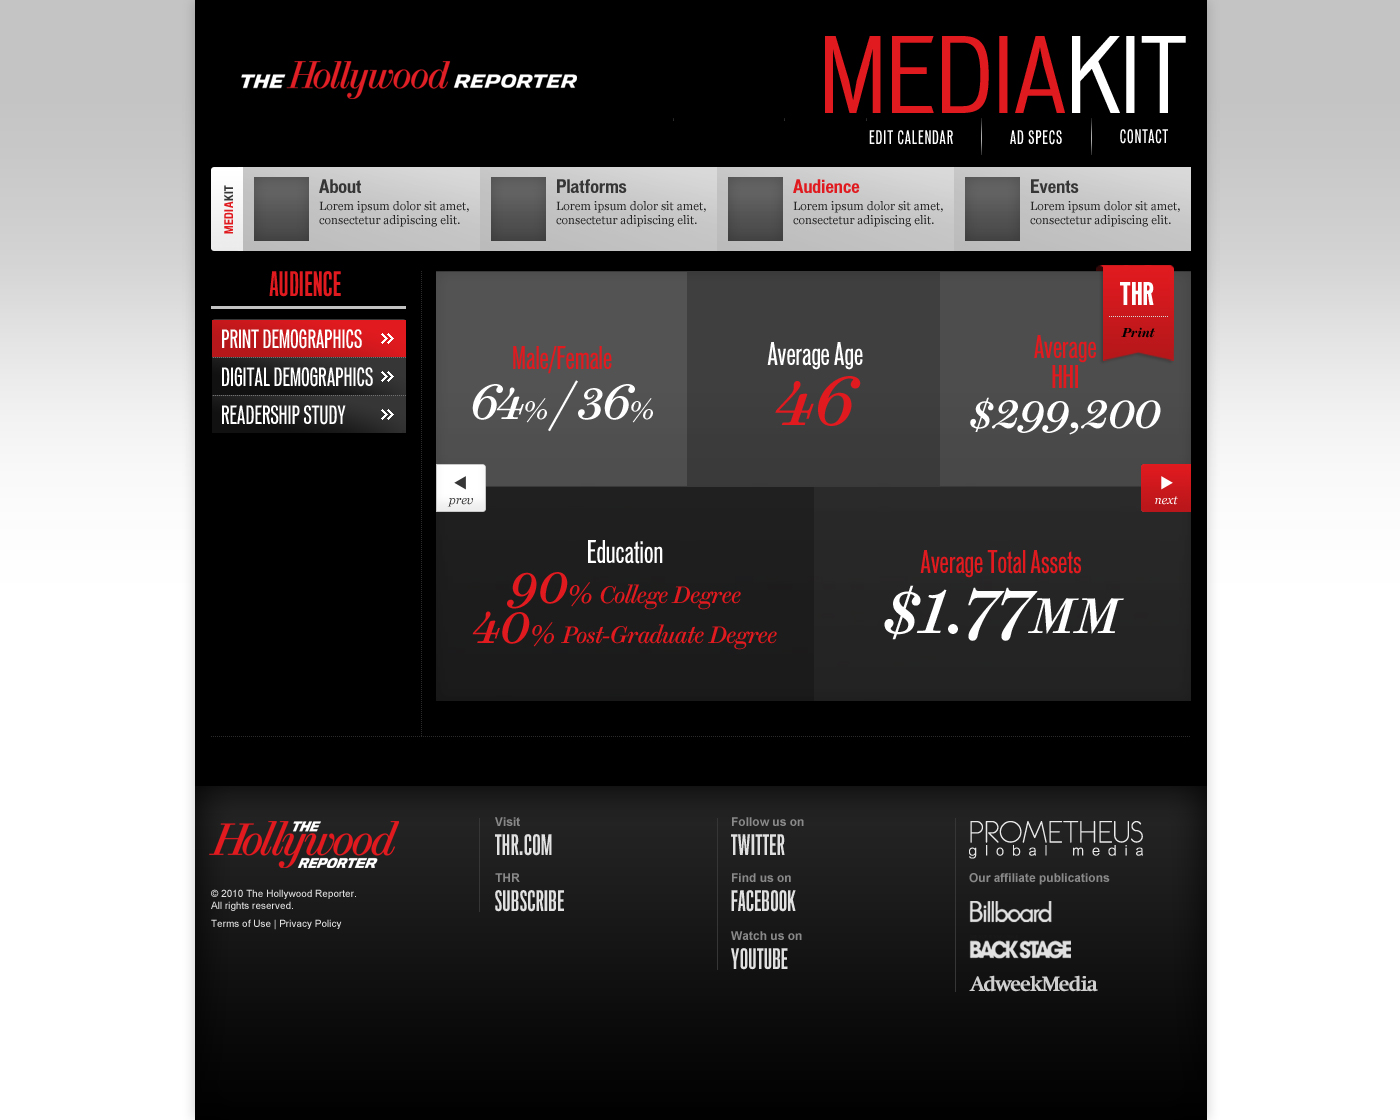 THE Hollywood REPORTER
MEDIAKIT
EDIT CALENDAR
AD SPECS
CONTACT
MEDIAKIT
About
Lorem ipsum dolor sit amet,
consectetur adipiscing elit.
Platforms
Lorem ipsum dolor sit amet,
consectetur adipiscing elit.
Audience
Lorem ipsum dolor sit amet,
consectetur adipiscing elit.
Events
Lorem ipsum dolor sit amet,
consectetur adipiscing elit.
AUDIENCE
PRINT DEMOGRAPHICS
DIGITAL DEMOGRAPHICS
READERSHIP STUDY
THR
Print
Male/Female
64%/36%
Average Age
46
Average
HHI
$299,200
prev
next
Education
90% College Degree
40% Post-Graduate Degree
Average Total Assets
$1.77MM
THE
Hollywood
REPORTER
© 2010 The Hollywood Reporter.
All rights reserved.
Terms of Use | Privacy Policy
Visit
THR.COM
THR
SUBSCRIBE
Follow us on
TWITTER
Find us on
FACEBOOK
Watch us on
YOUTUBE
PROMETHEUS
global media
Our affiliate publications
Billboard
BACK STAGE
AdweekMedia